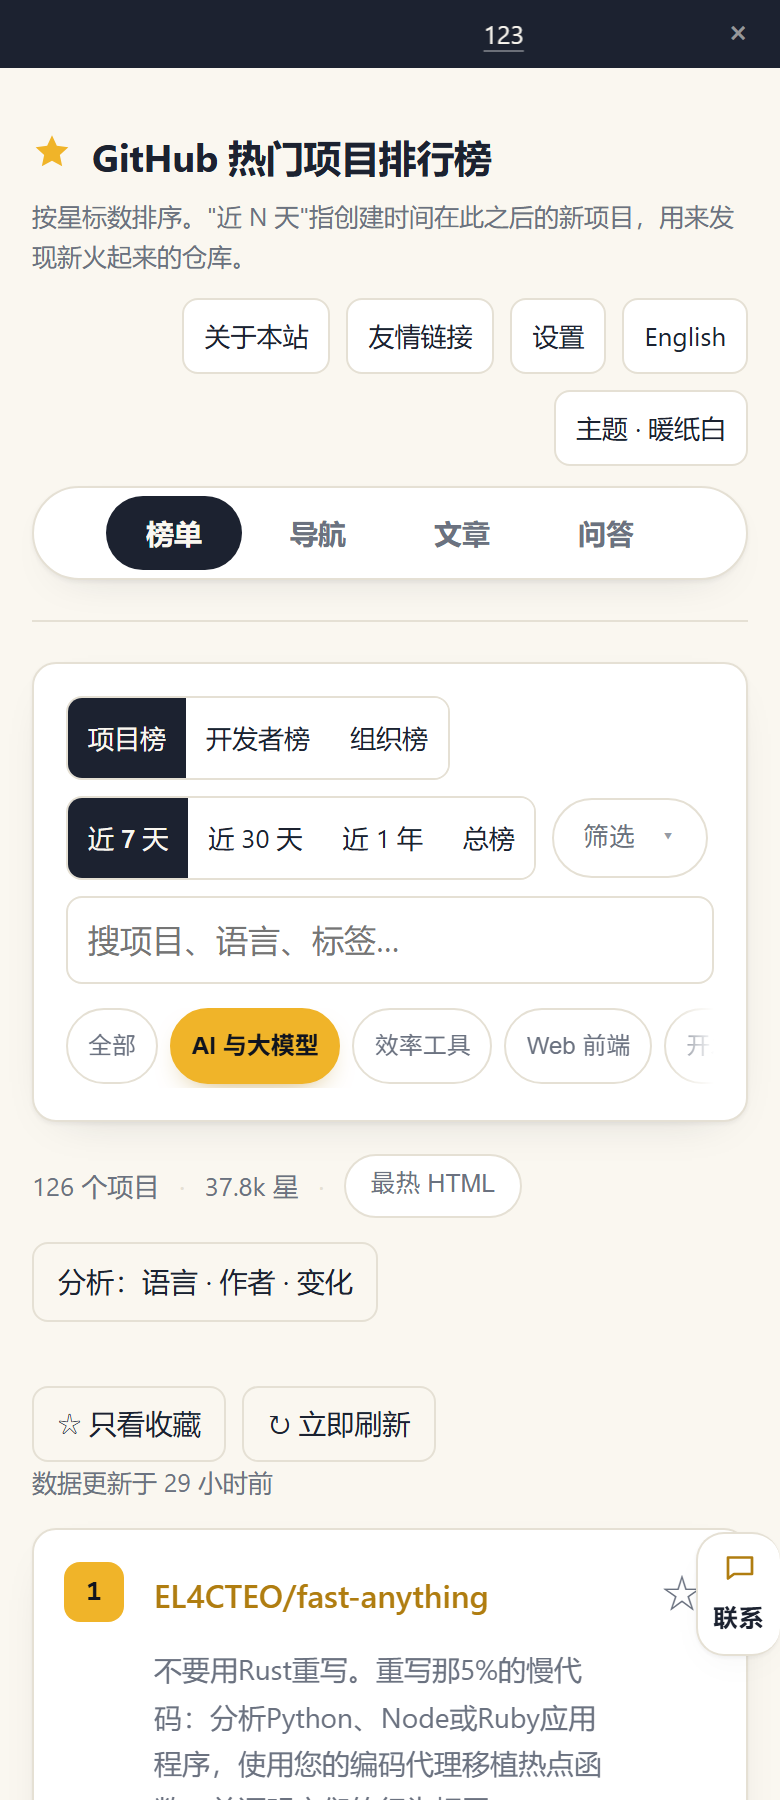 123 ×
GitHub 热门项目排行榜
按星标数排序。"近 N 天"指创建时间在此之后的新项目，用来发
现新火起来的仓库。
关于本站 友情链接 设置 English
主题 · 暖纸白
榜单 导航 文章 问答
项目榜 开发者榜 组织榜
近 7 天 近 30 天 近 1 年 总榜 筛选 ▾
搜项目、语言、标签...
全部 AI 与大模型 效率工具 Web 前端 开
126 个项目 · 37.8k 星 · 最热 HTML
分析：语言 · 作者 · 变化
☆ 只看收藏 ↻ 立即刷新
数据更新于 29 小时前
1 EL4CTEO/fast-anything ☆
联系
不要用Rust重写。重写那5%的慢代
码：分析Python、Node或Ruby应用
程序，使用您的编码代理移植热点函